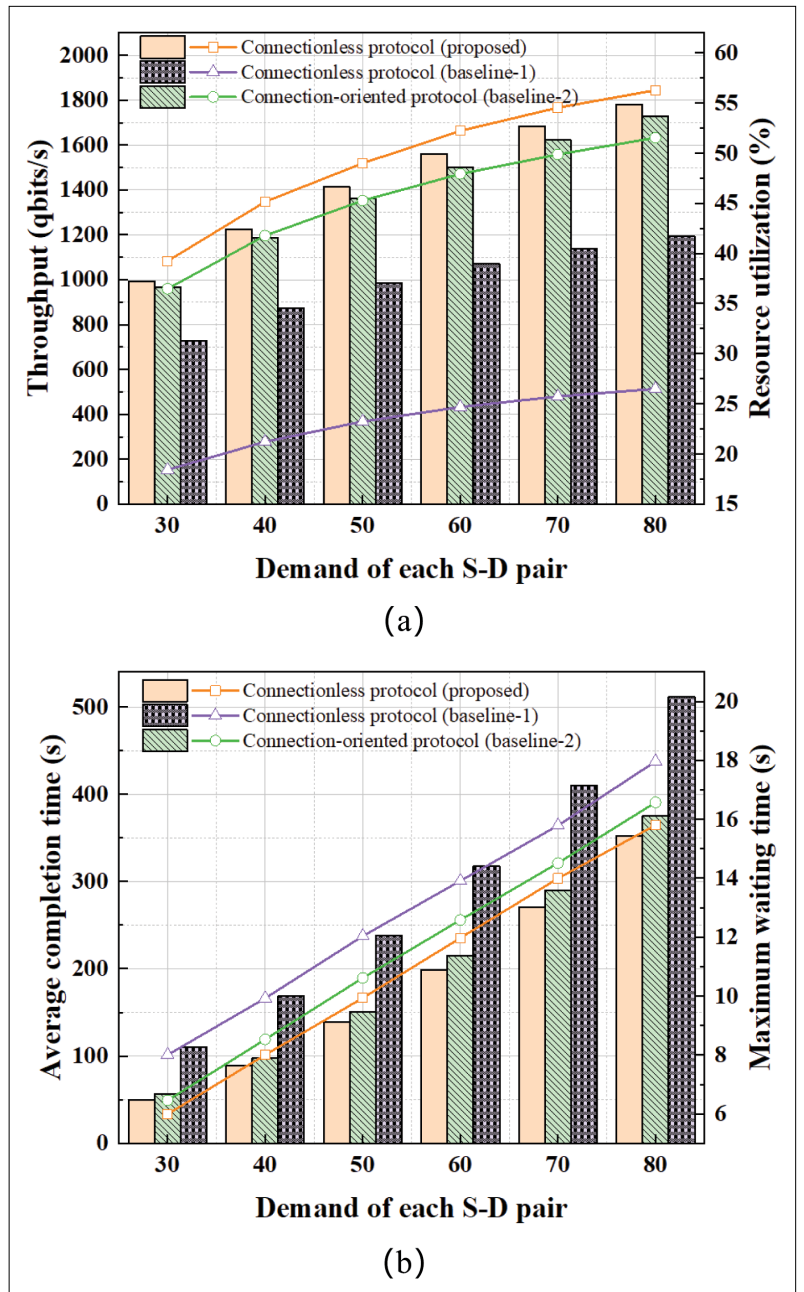 Connectionless protocol (proposed)
Connectionless protocol (baseline-1)
Connection-oriented protocol (baseline-2)
2000
1800
1600
1400
1200
1000
800
600
400
200
0
Throughput (qbits/s)
60
55
50
45
40
35
30
25
20
15
Resource utilization (%)
30 40 50 60 70 80
Demand of each S-D pair
(a)
Connectionless protocol (proposed)
Connectionless protocol (baseline-1)
Connection-oriented protocol (baseline-2)
500
400
300
200
100
0
Average completion time (s)
20
18
16
14
12
10
8
6
Maximum waiting time (s)
30 40 50 60 70 80
Demand of each S-D pair
(b)